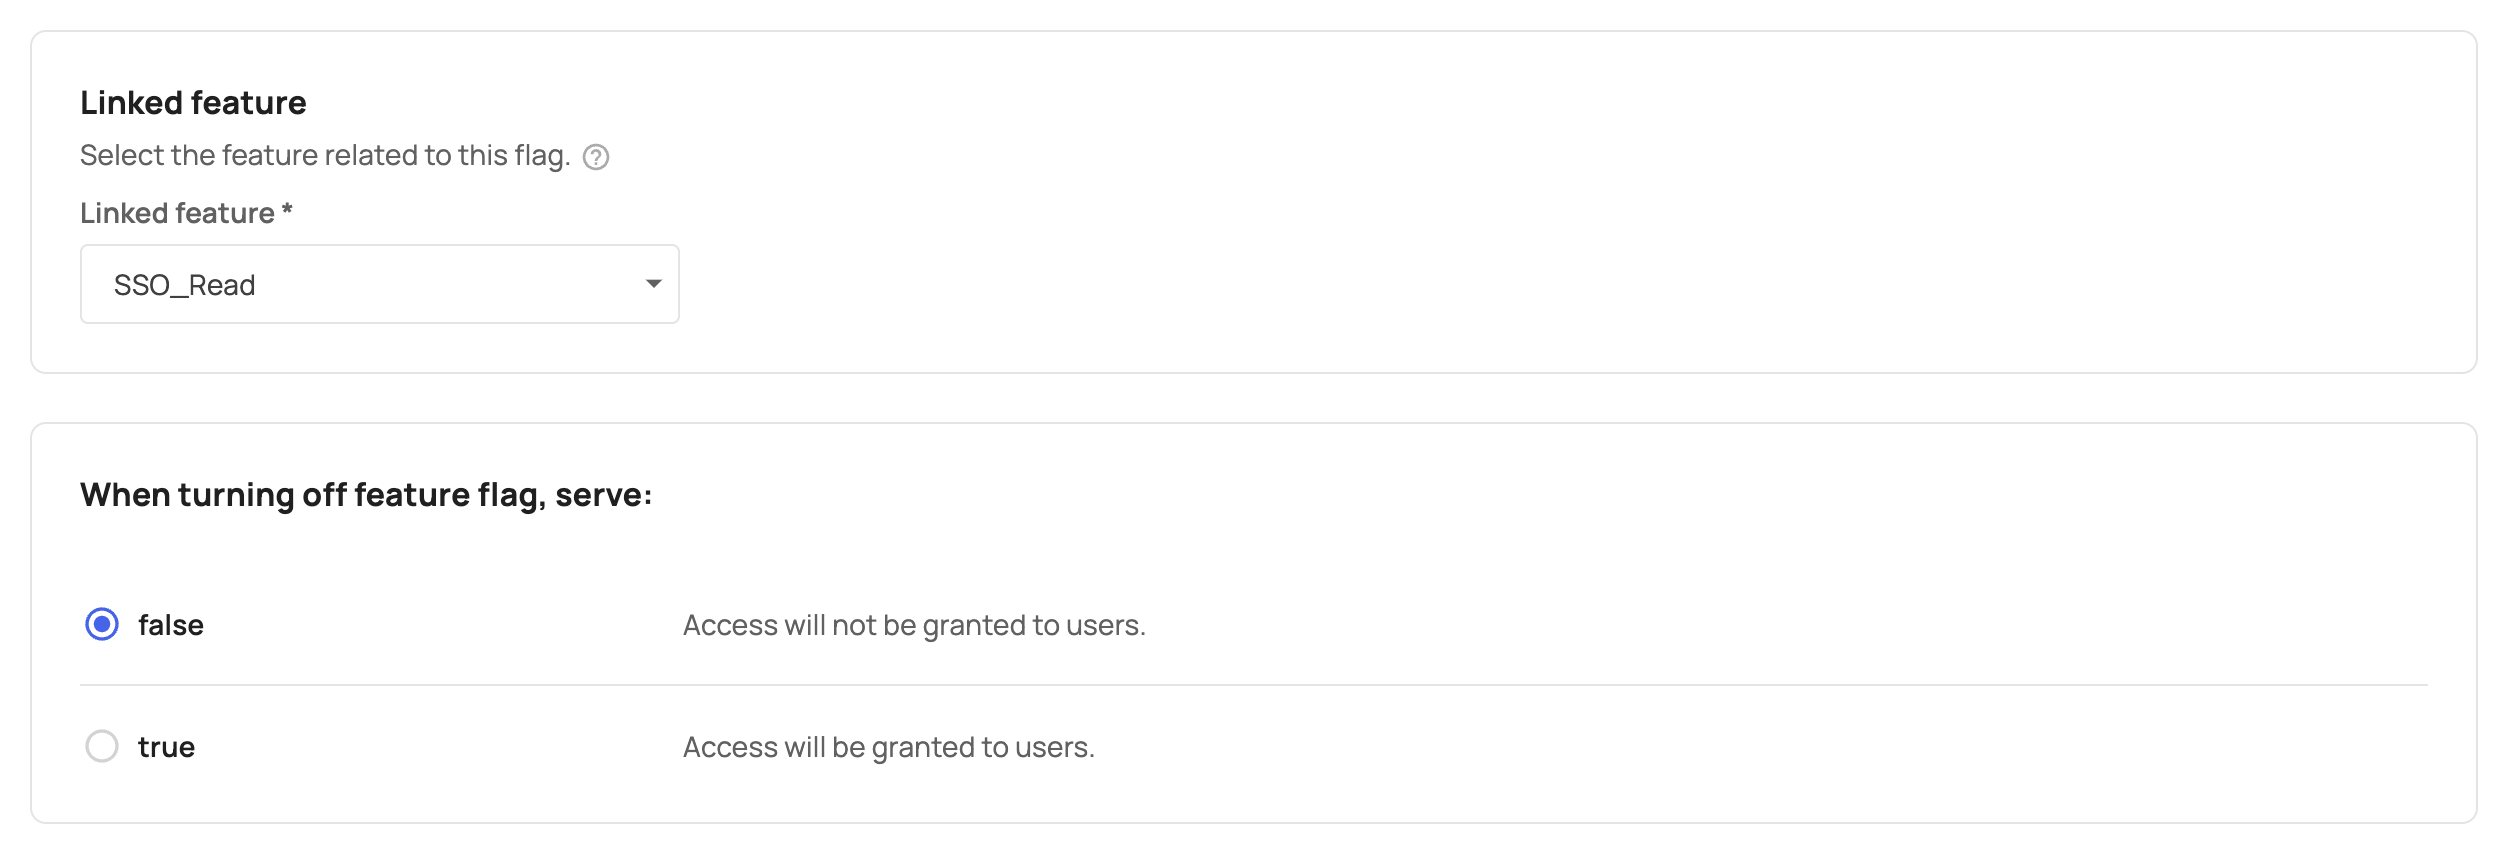 Linked feature
Select the feature related to this flag.
Linked feature *
SSO_Read
When turning off feature flag, serve:
false Access will not be granted to users.
true Access will be granted to users.